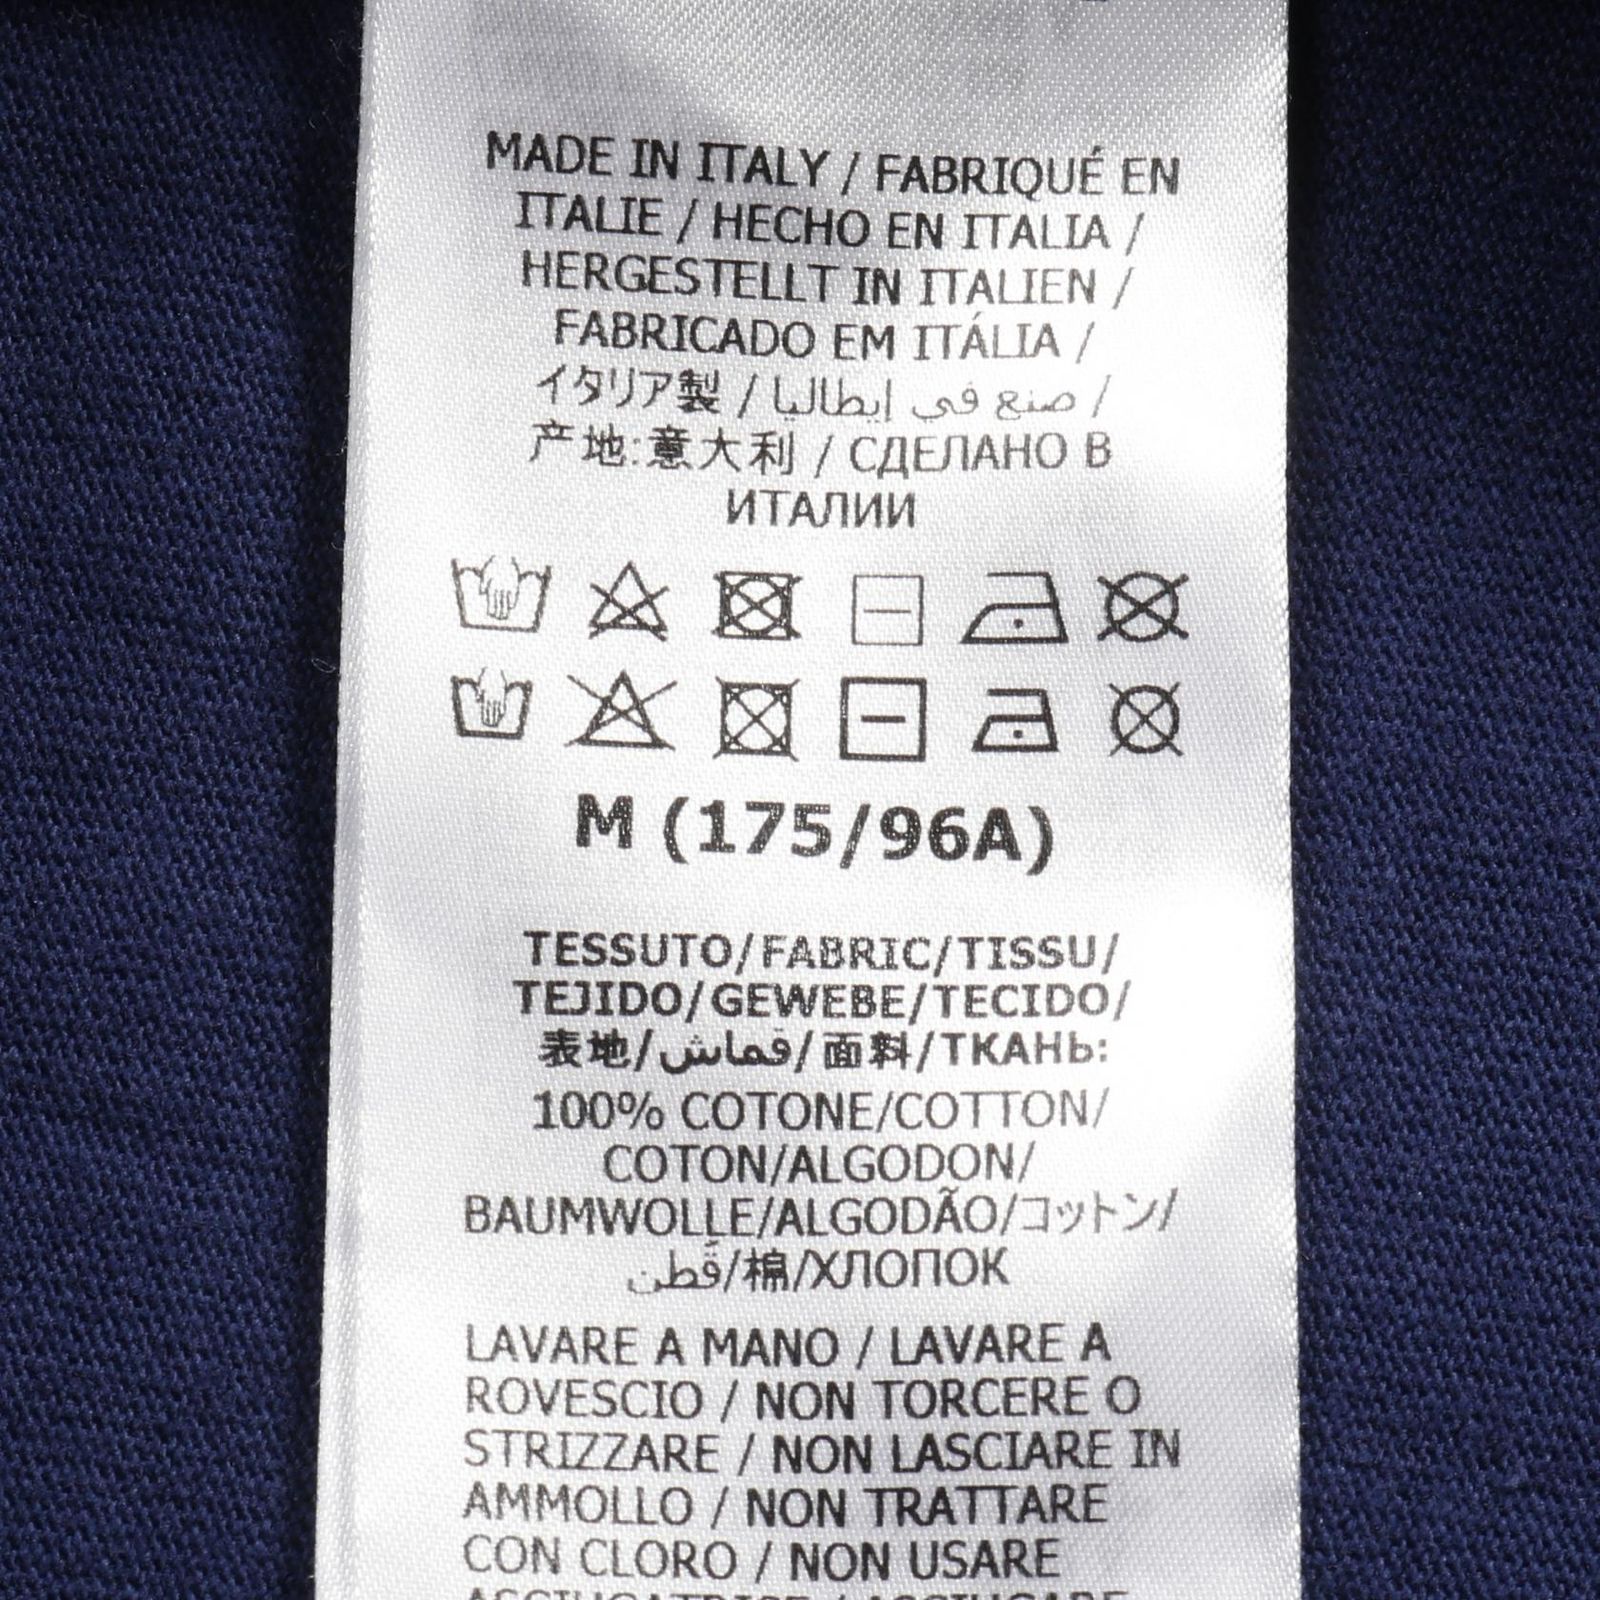 MADE IN ITALY / FABRIQUÉ EN
ITALIE / HECHO EN ITALIA /
HERGESTELLT IN ITALIEN /
FABRICADO EM ITÁLIA /
イタリア製 / صنع في إيطاليا /
产地:意大利 / СДЕЛАНО В
ИТАЛИИ
M (175/96A)
TESSUTO/FABRIC/TISSU/
TEJIDO/GEWEBE/TECIDO/
表地/قماش/面料/ТКАНЬ:
100% COTONE/COTTON/
COTON/ALGODON/
BAUMWOLLE/ALGODÃO/コットン/
قُطن/棉/ХЛОПОК
LAVARE A MANO / LAVARE A
ROVESCIO / NON TORCERE O
STRIZZARE / NON LASCIARE IN
AMMOLLO / NON TRATTARE
CON CLORO / NON USARE
ASCIUGATRICE / ASCIUGARE